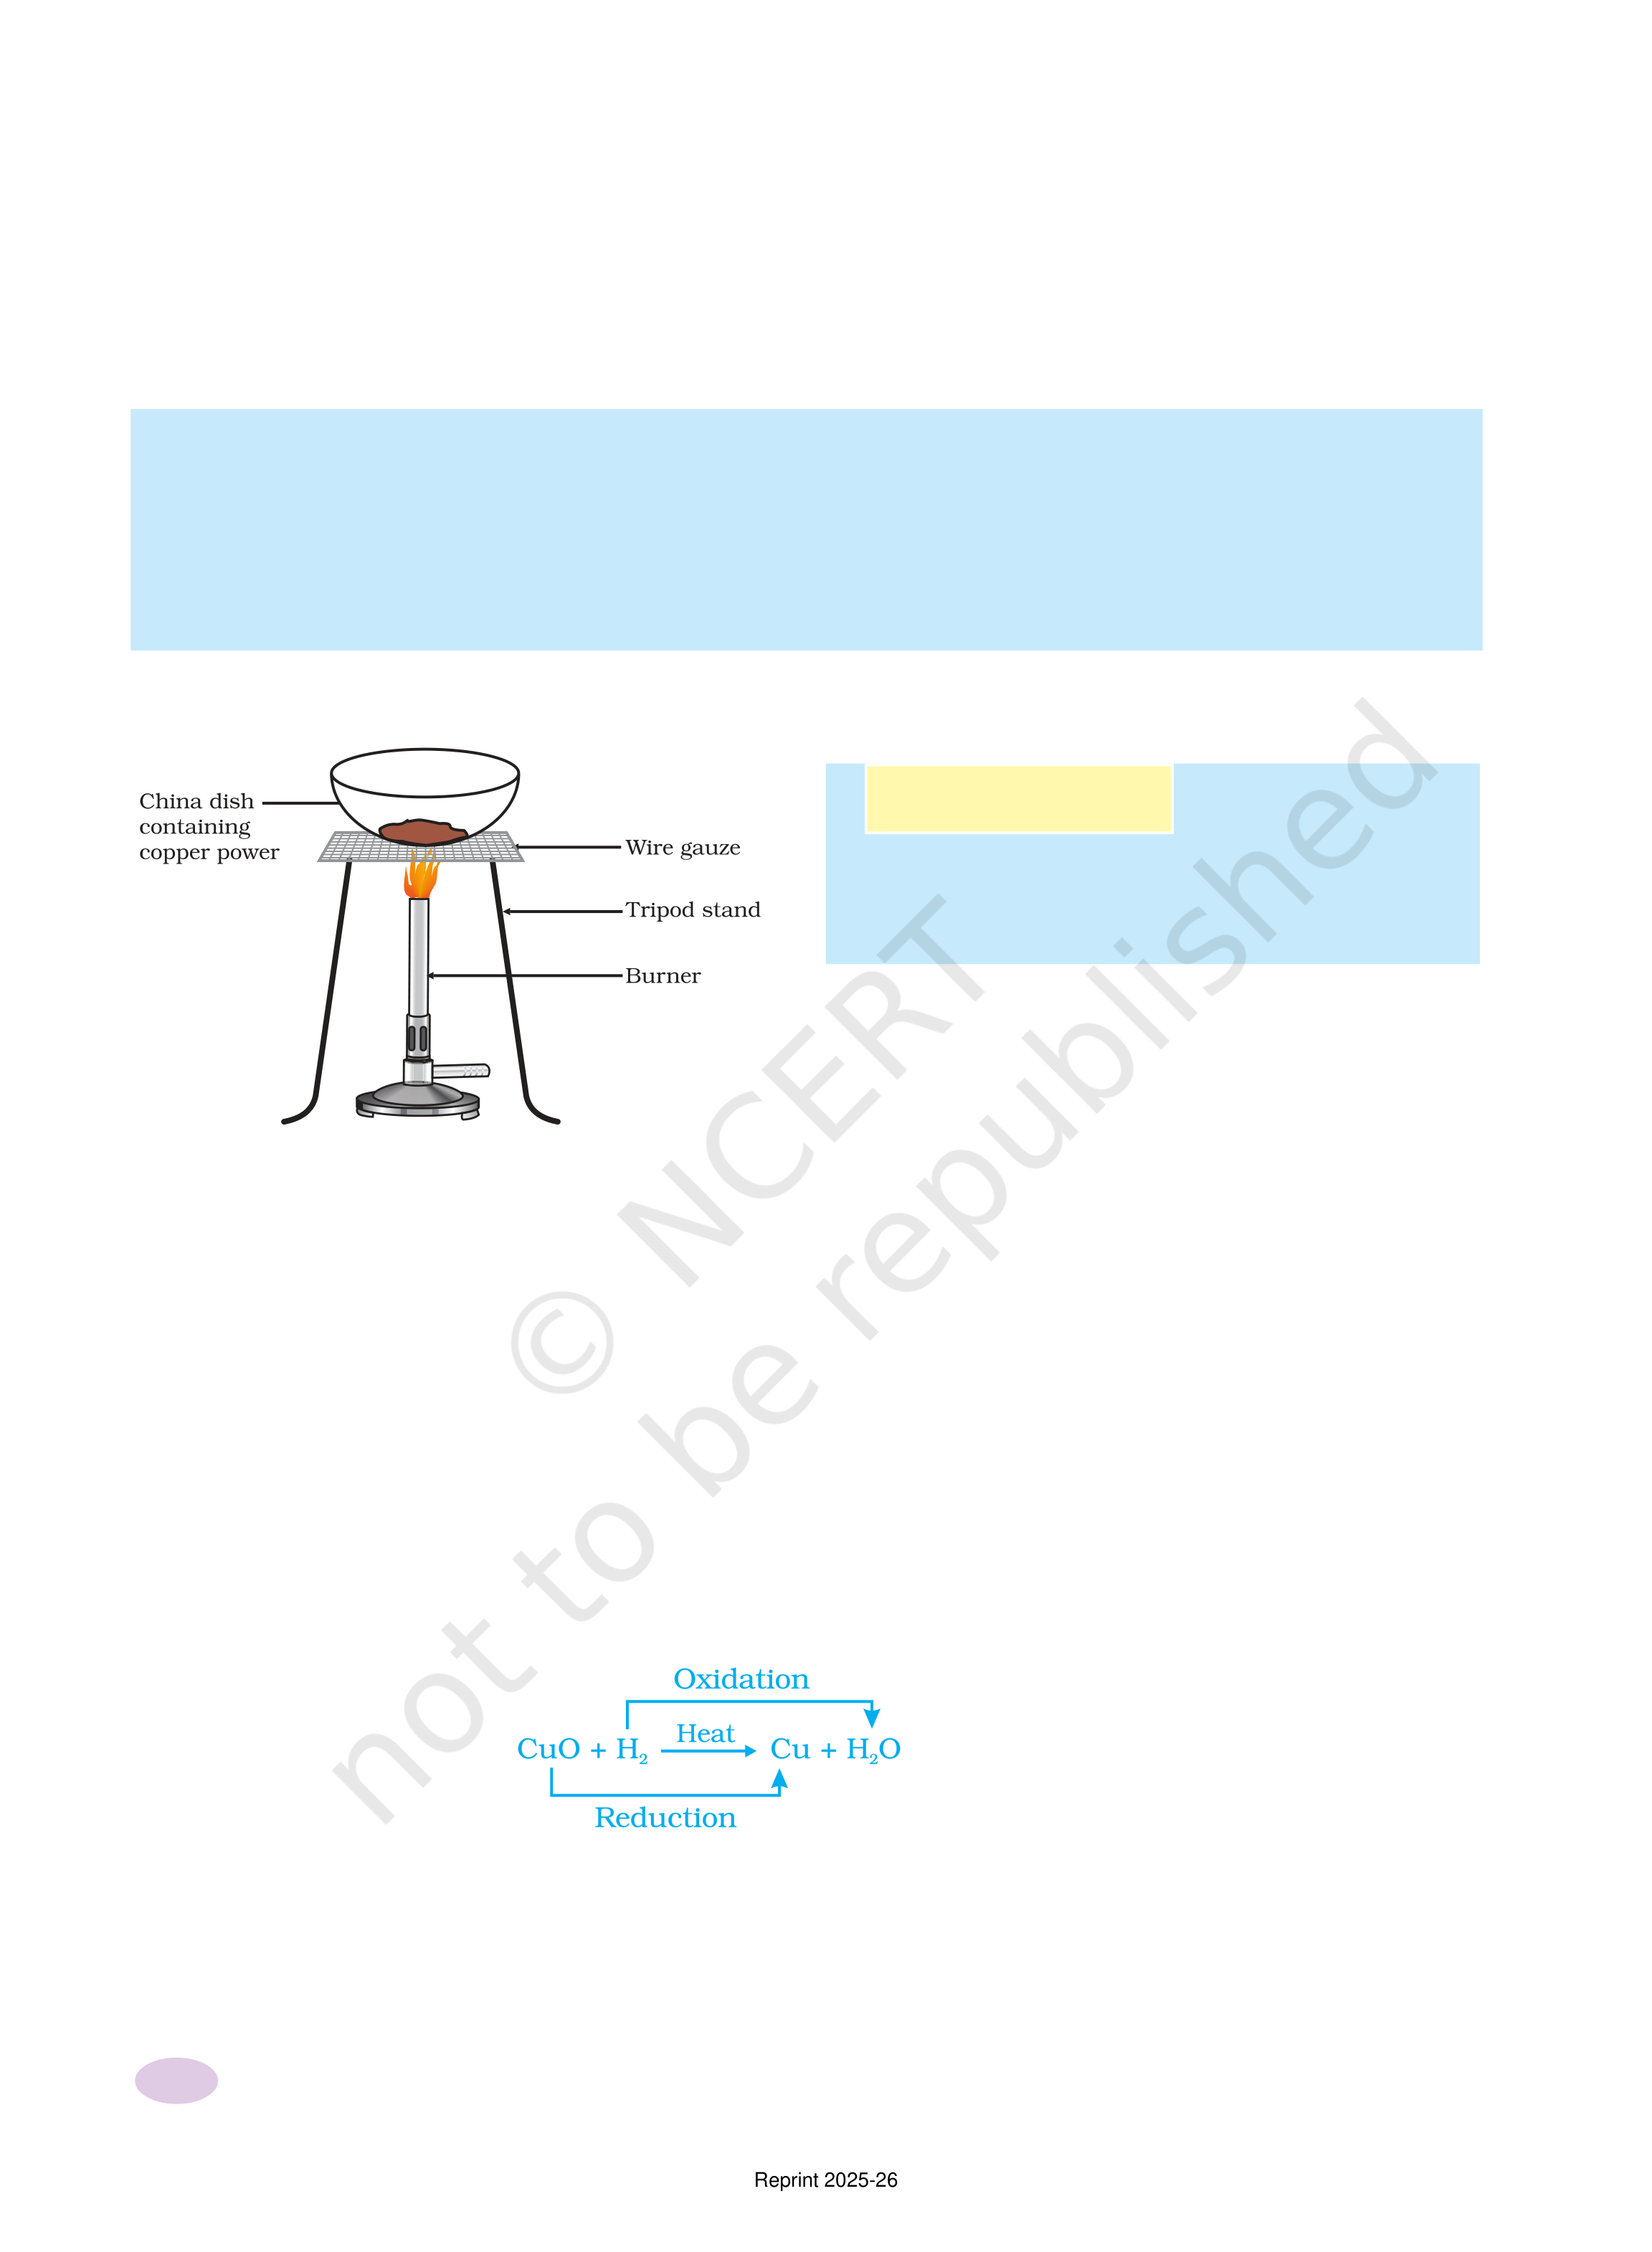 China dish
containing
copper power
Wire gauze
Tripod stand
Burner
© NCERT
not to be republished
Oxidation
Heat
CuO + H₂ → Cu + H₂O
Reduction
Reprint 2025-26